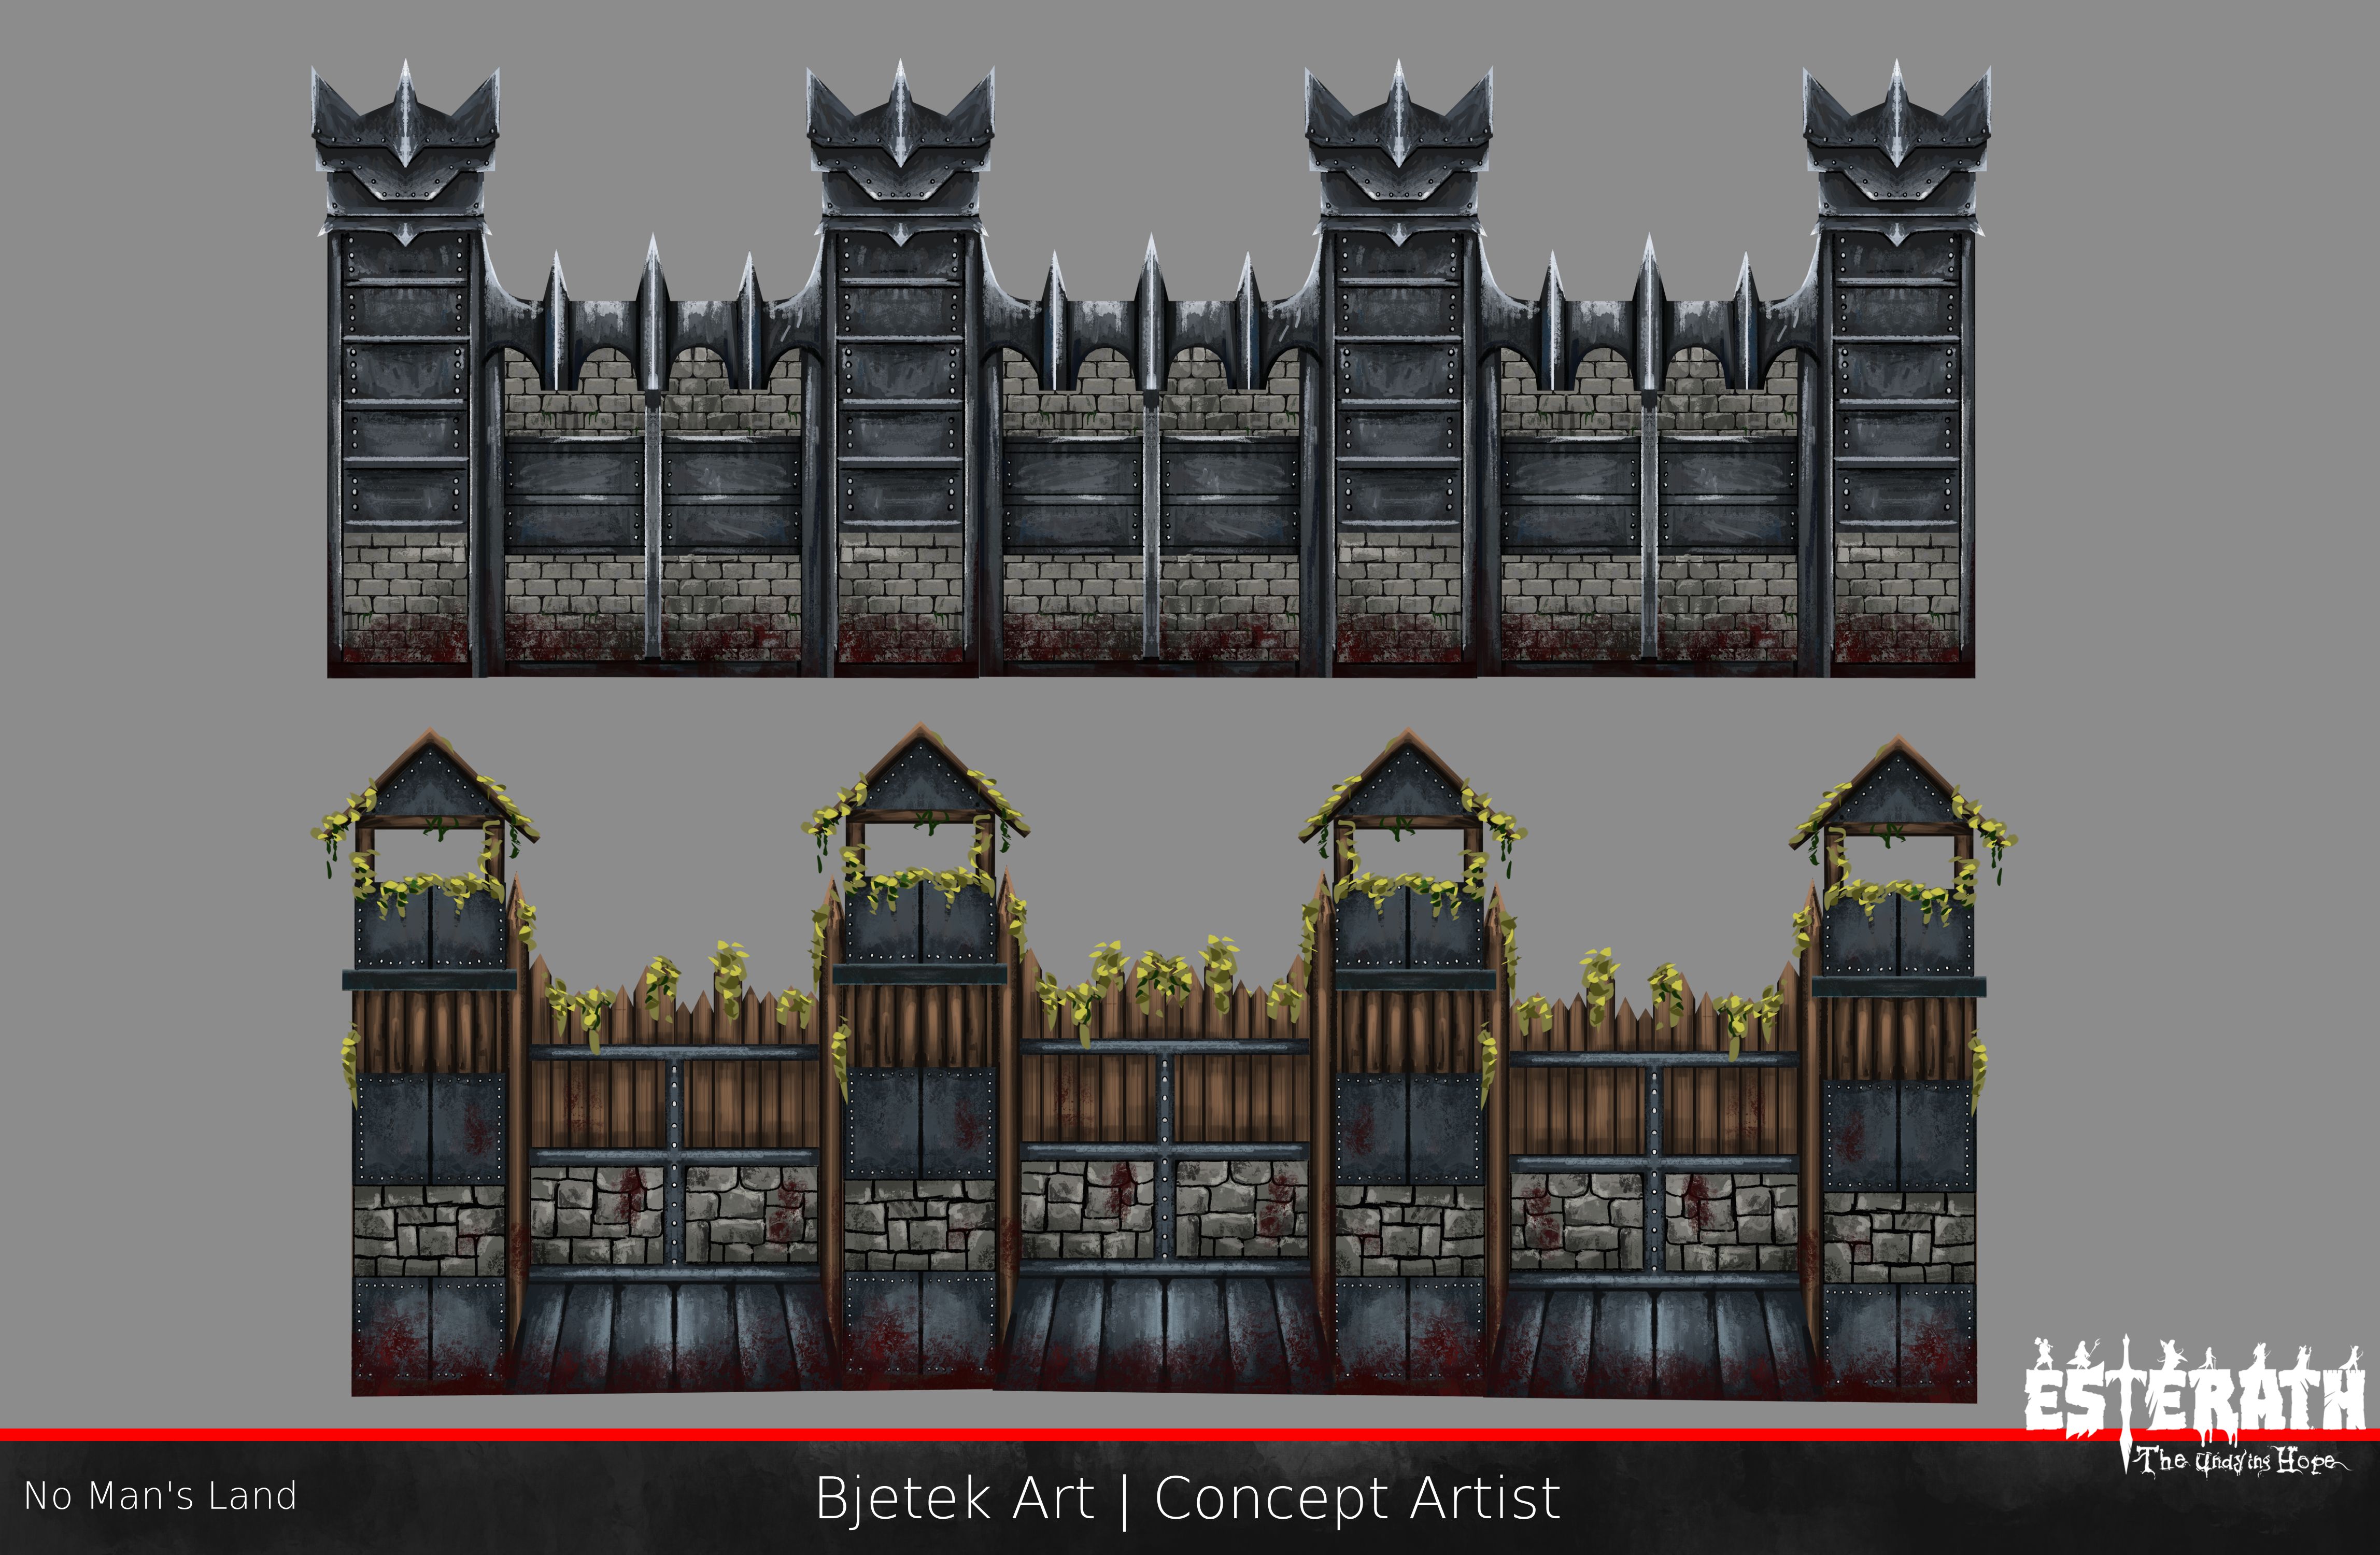 ESTERATH
The Undying Hope
No Man's Land
Bjetek Art | Concept Artist